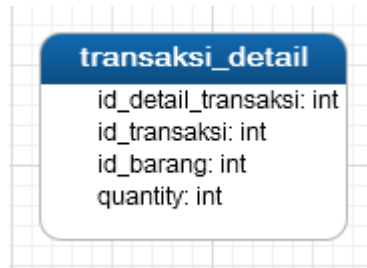 transaksi_detail
id_detail_transaksi: int
id_transaksi: int
id_barang: int
quantity: int